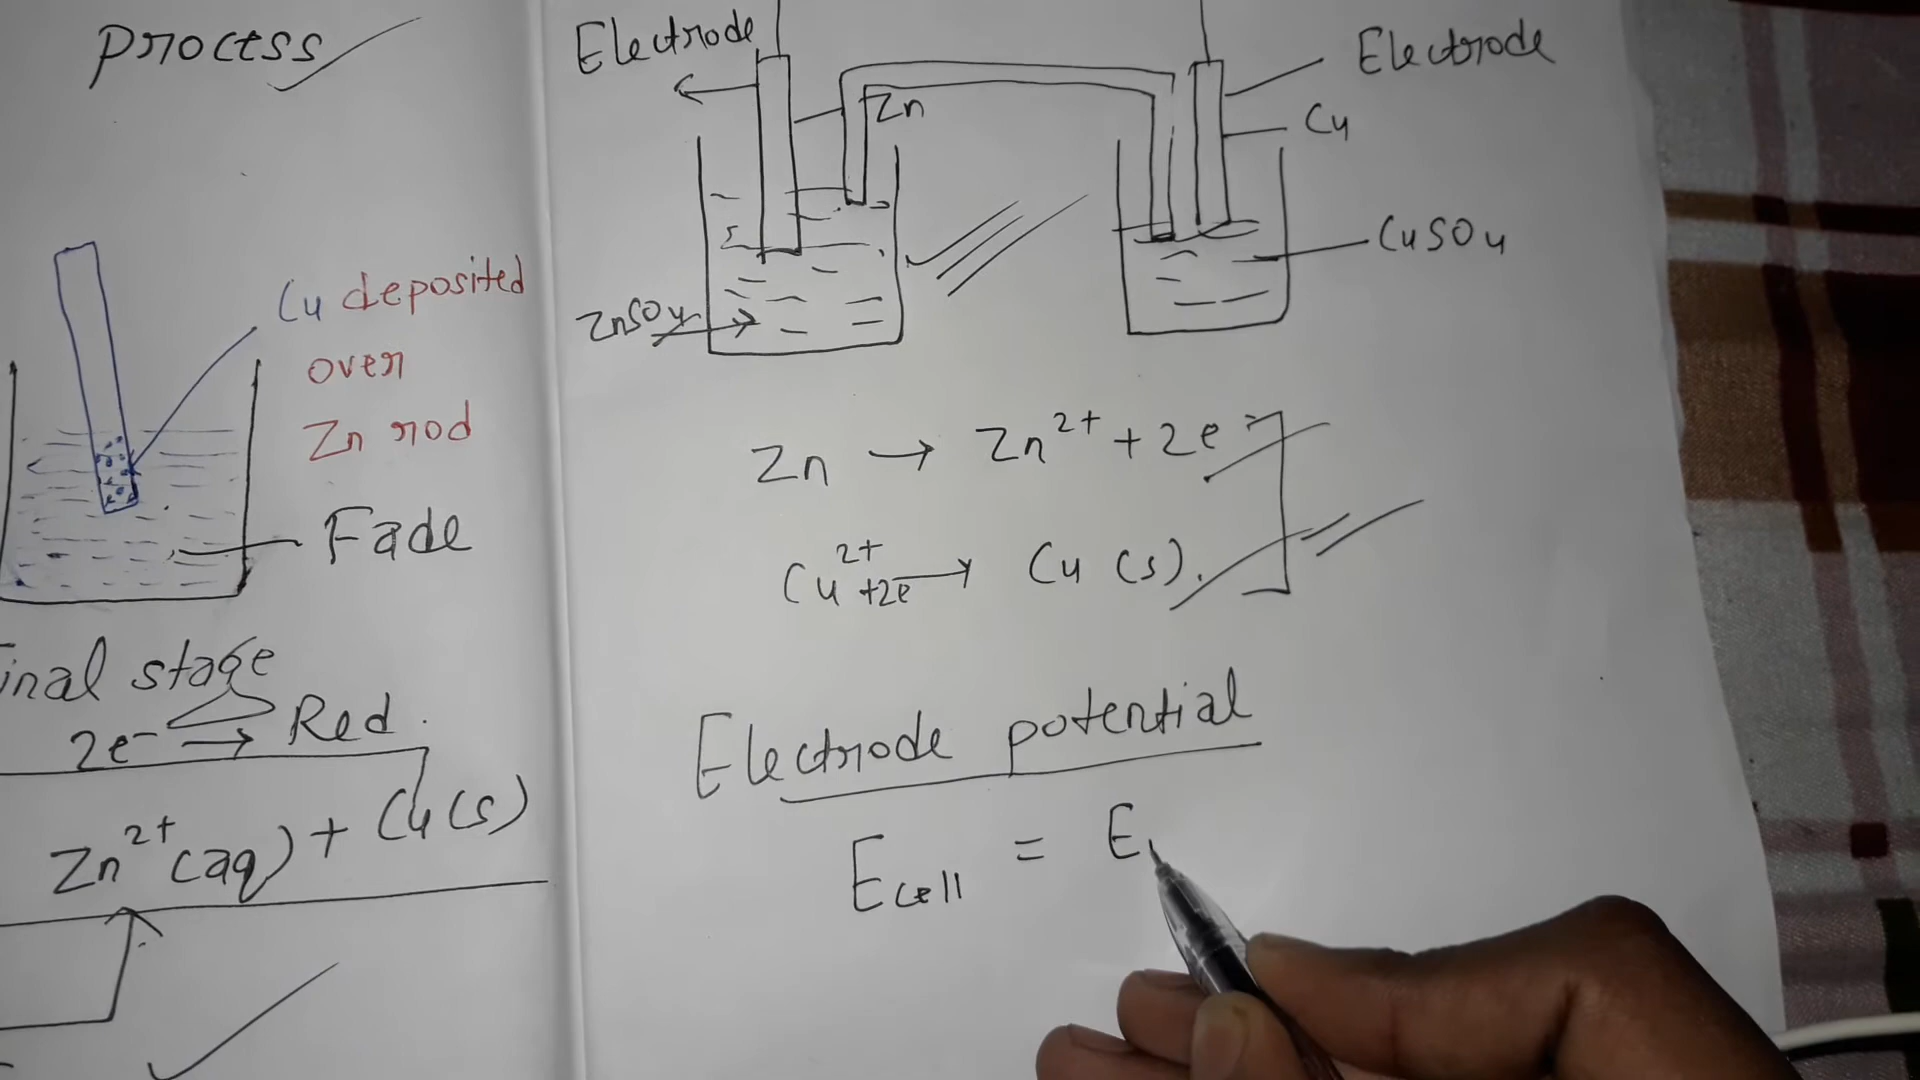 Process
Cu deposited
over
Zn rod
Fade
inal stage
2e⁻ → Red.
Zn²⁺(aq) + Cu(s)
Electrode
Zn
Electrode
Cu
CuSO4
ZnSO4
Zn → Zn²⁺ + 2e⁻
Cu²⁺ +2e → Cu (s).
Electrode potential
Ecell = E